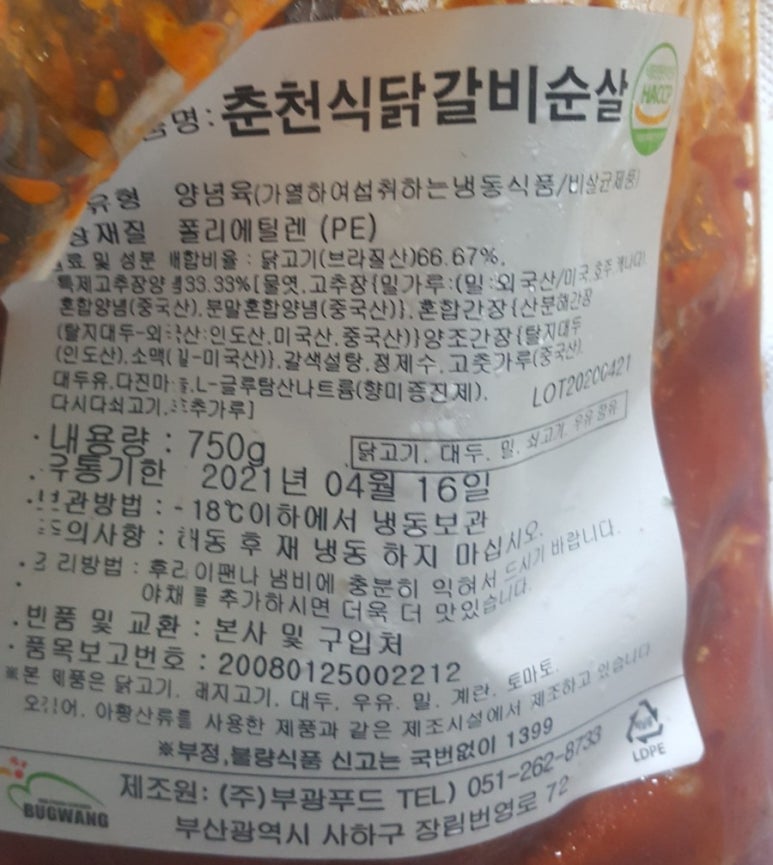 명: 춘천식닭갈비순살
HACCP
유형 양념육(가열하여섭취하는냉동식품/비살균제품)
재질 폴리에틸렌 (PE)
및 성분 배합비율 : 닭고기(브라질산)66.67%,
특제고추장양 33.33%[물엿.고추장{밀가루:(밀:외국산/미국.호주.캐나다)
혼합양념(중국산).분말혼합양념(중국산)}.혼합간장{산분해간장
(탈지대두-외국산:인도산.미국산.중국산)}양조간장{탈지대두
(인도산).소맥(밀-미국산)}.갈색설탕.정제수.고춧가루(중국산).
대두유.다진마늘.L-글루탐산나트륨(향미증진제).
다시다쇠고기.후추가루]
LOT20200421
· 내용량 : 750g
닭고기. 대두. 밀. 쇠고기. 우유 함유
. 유통기한 2021년 04월 16일
. 보관방법 : -18℃이하에서 냉동보관
주의사항 : 해동 후 재 냉동 하지 마십시오.
. 조리방법 : 후라이팬나 냄비에 충분히 익혀서 드시기 바랍니다.
야채를 추가하시면 더욱 더 맛있습니다.
. 반품 및 교환 : 본사 및 구입처
· 품목보고번호 : 20080125002212
※본 제품은 닭고기. 돼지고기. 대두. 우유. 밀. 계란. 토마토.
오징어. 아황산류를 사용한 제품과 같은 제조시설에서 제조하고 있습니다
※부정,불량식품 신고는 국번없이 1399
LDPE
BUGWANG
제조원: (주)부광푸드 TEL) 051-262-8733
부산광역시 사하구 장림번영로 72